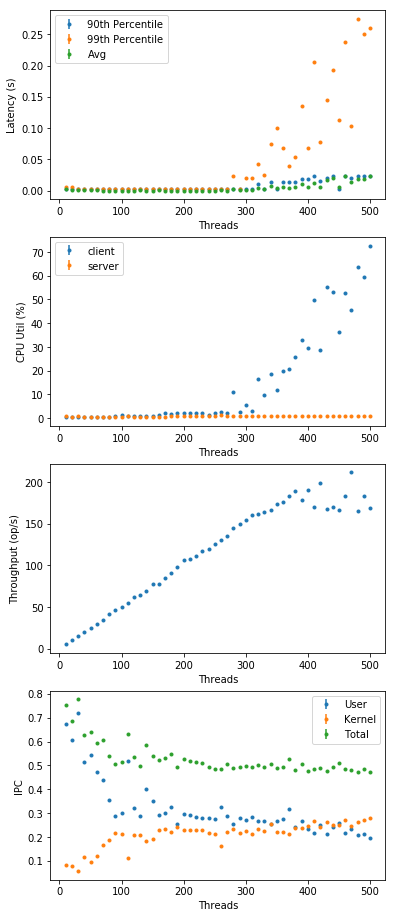 90th Percentile
99th Percentile
Avg
Latency (s)
0.25
0.20
0.15
0.10
0.05
0.00
0 100 200 300 400 500
Threads
client
server
CPU Util (%)
70
60
50
40
30
20
10
0
0 100 200 300 400 500
Threads
Throughput (op/s)
200
150
100
50
0
0 100 200 300 400 500
Threads
User
Kernel
Total
IPC
0.8
0.7
0.6
0.5
0.4
0.3
0.2
0.1
0 100 200 300 400 500
Threads